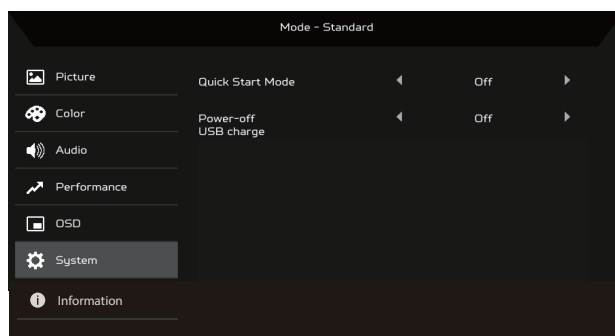 Mode - Standard
Picture
Quick Start Mode
Off
Color
Power-off
USB charge
Off
Audio
Performance
OSD
System
Information